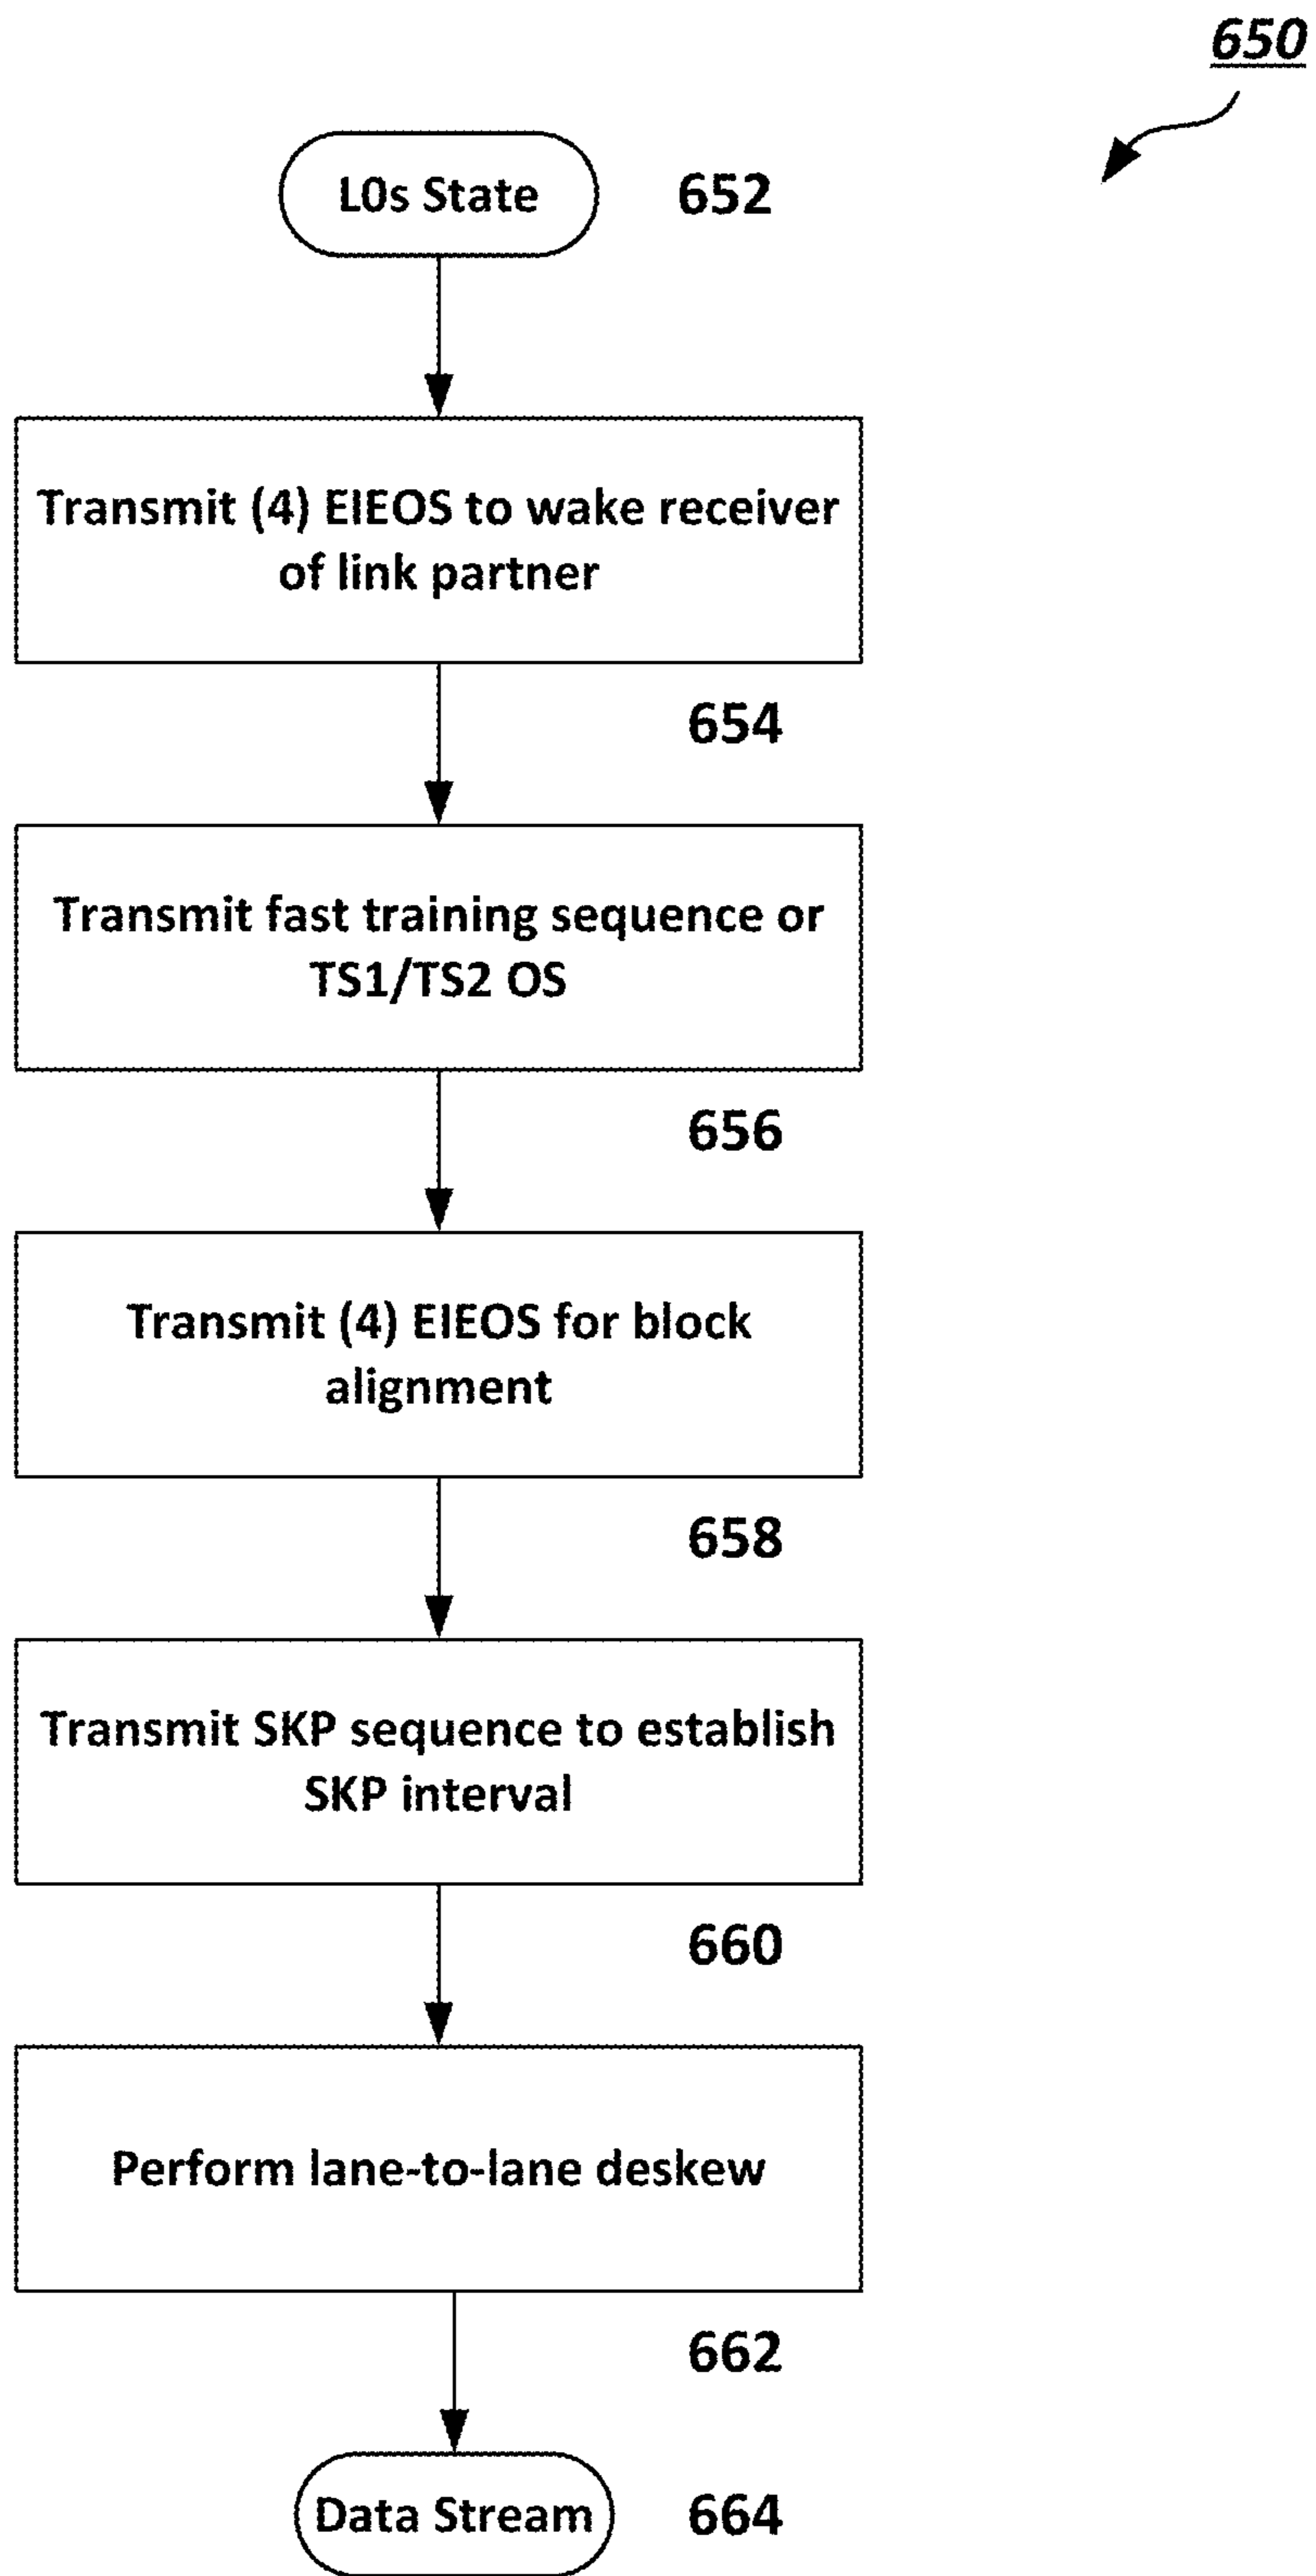 650
L0s State
652
Transmit (4) EIEOS to wake receiver
of link partner
654
Transmit fast training sequence or
TS1/TS2 OS
656
Transmit (4) EIEOS for block
alignment
658
Transmit SKP sequence to establish
SKP interval
660
Perform lane-to-lane deskew
662
Data Stream
664